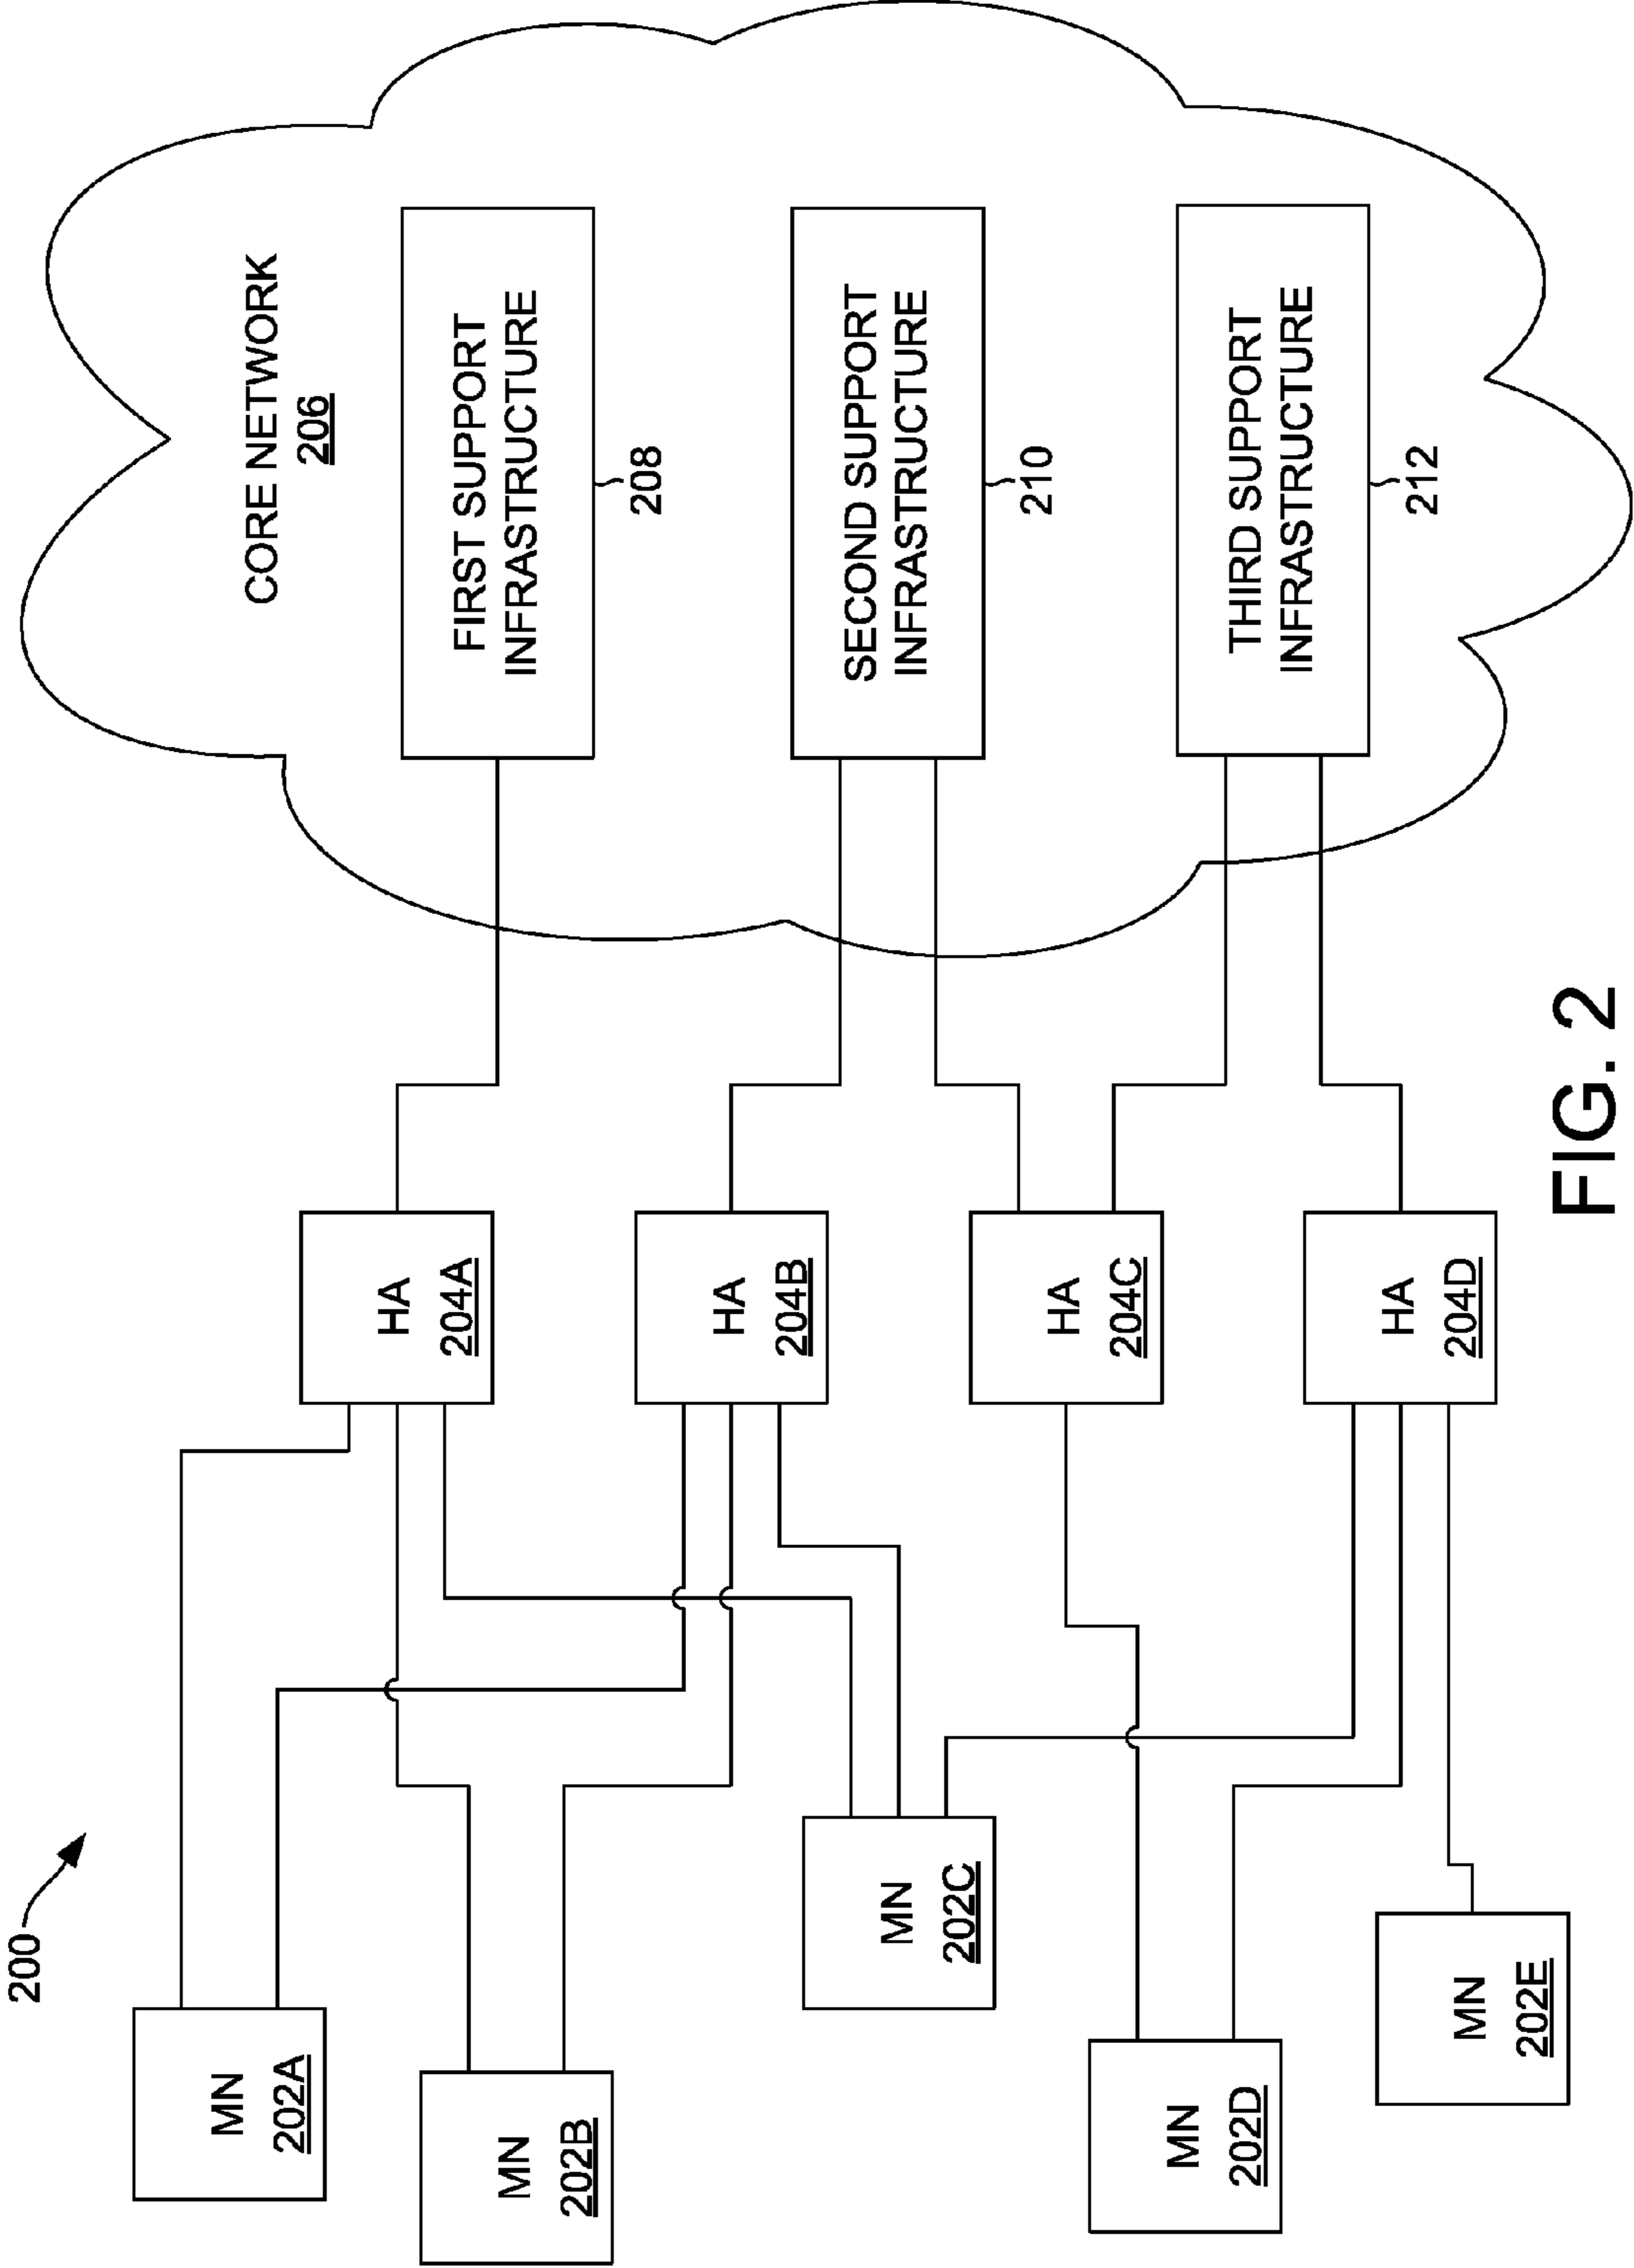 200
MN
202A
MN
202B
MN
202C
MN
202D
MN
202E
HA
204A
HA
204B
HA
204C
HA
204D
CORE NETWORK
206
FIRST SUPPORT
INFRASTRUCTURE
208
SECOND SUPPORT
INFRASTRUCTURE
210
THIRD SUPPORT
INFRASTRUCTURE
212
FIG. 2